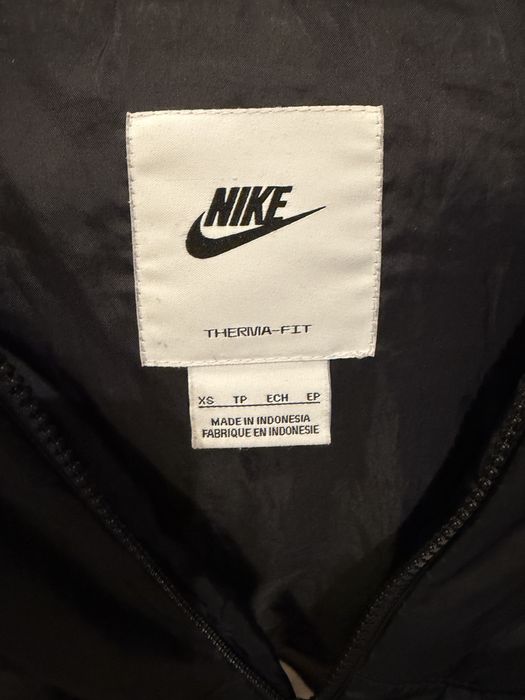 NIKE
THERMA-FIT
XS TP ECH EP
MADE IN INDONESIA
FABRIQUE EN INDONESIE